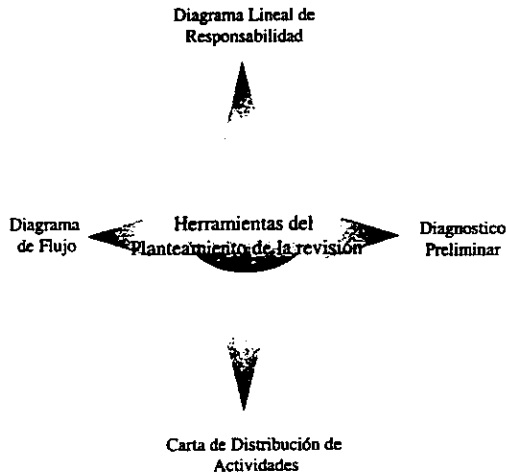 Diagrama Lineal de
Responsabilidad
Diagrama
de Flujo
Herramientas del
Planteamiento de la revisión
Diagnostico
Preliminar
Carta de Distribución de
Actividades